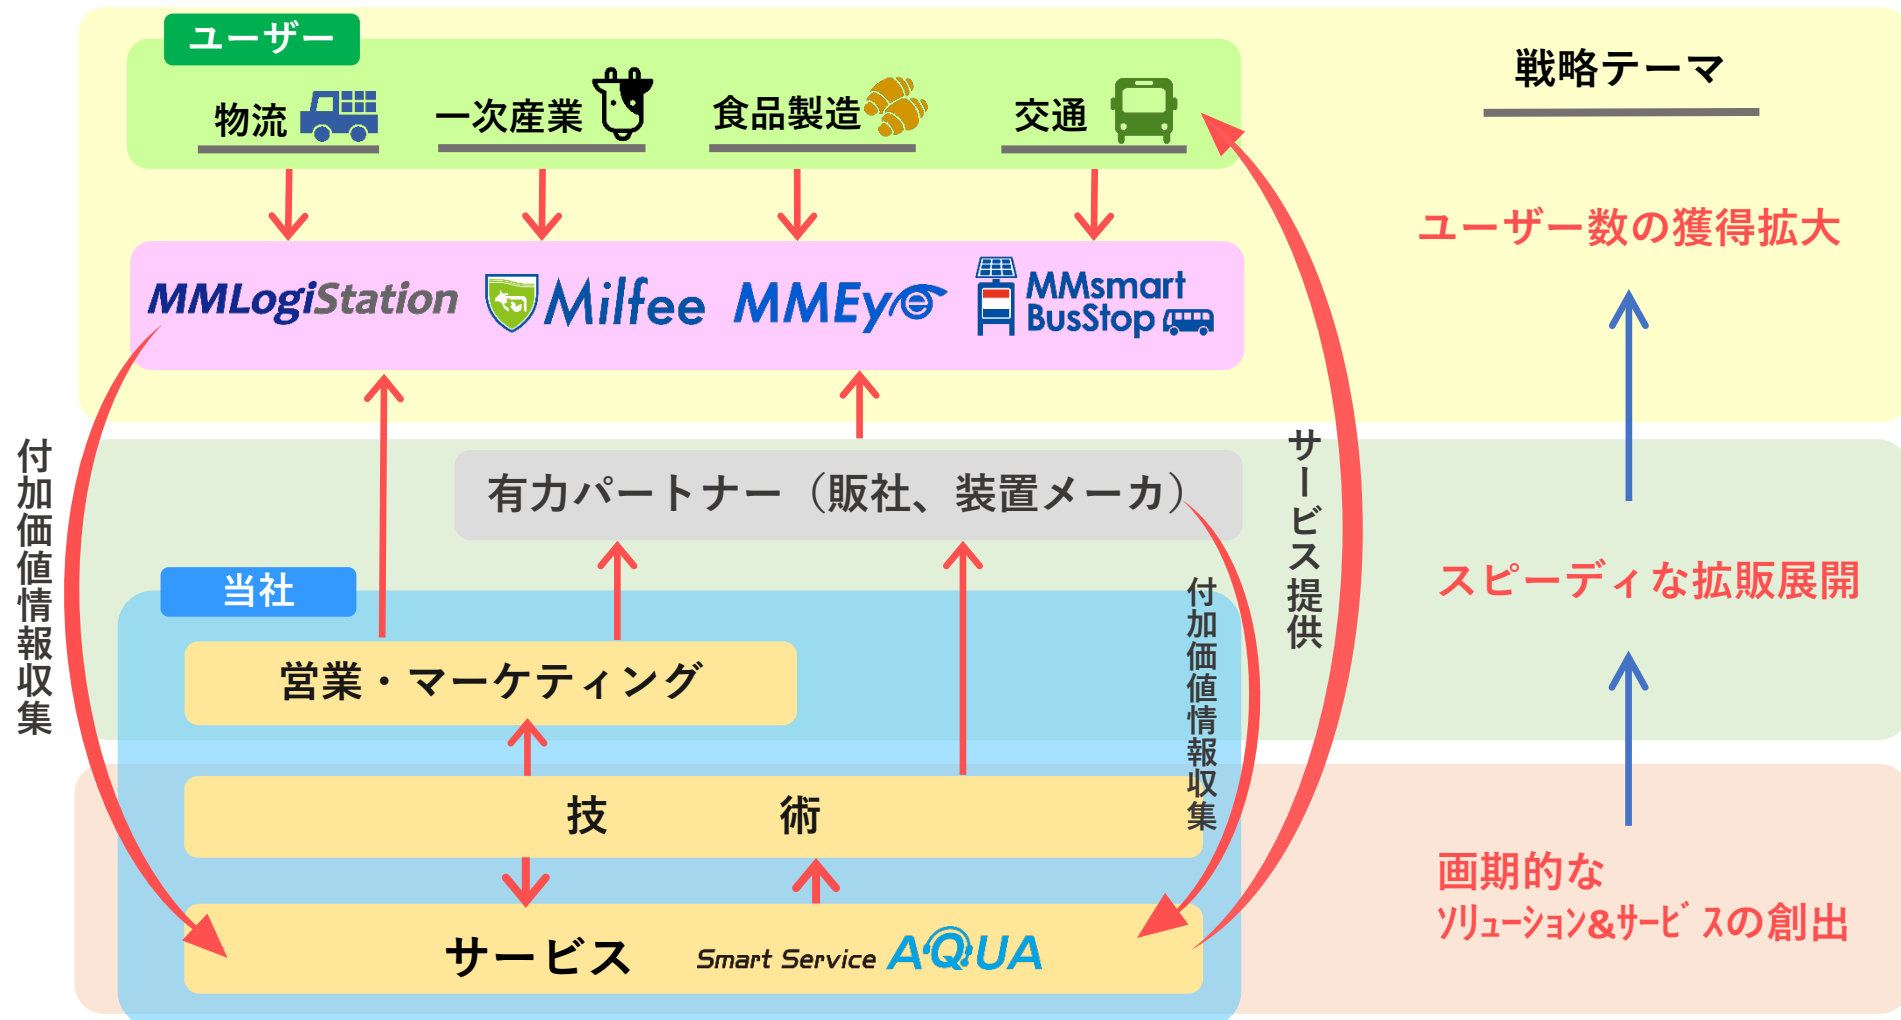 ユーザー
物流
一次産業
食品製造
交通
戦略テーマ
ユーザー数の獲得拡大
MMLogiStation
Milfee
MMEye
MMsmart
BusStop
付加価値情報収集
有力パートナー（販社、装置メーカ）
サービス提供
スピーディな拡販展開
当社
営業・マーケティング
付加価値情報収集
技術
画期的な
ｿﾘｭｰｼｮﾝ&ｻｰﾋﾞｽの創出
サービス
Smart Service AQUA